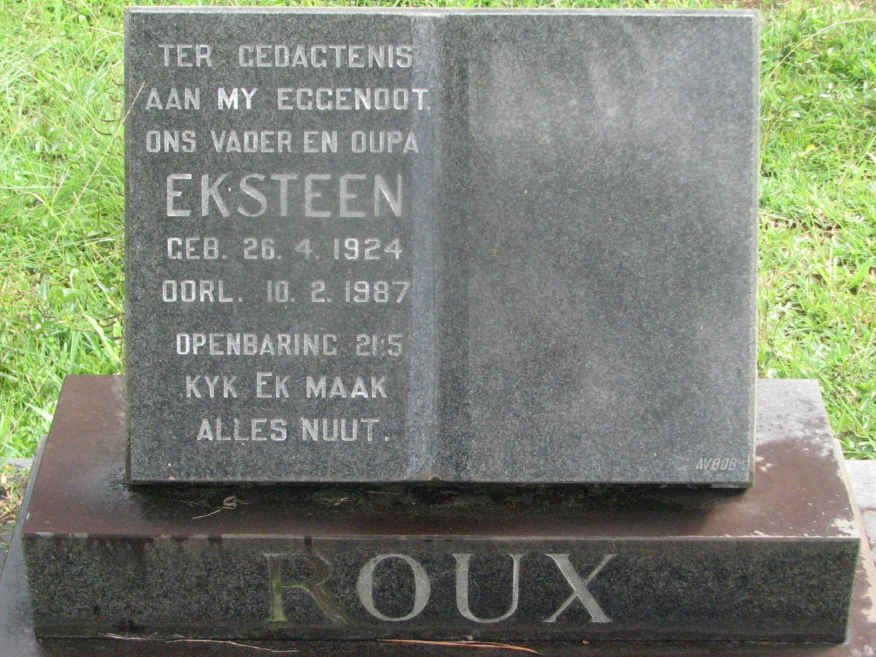 TER GEDAGTENIS
AAN MY EGGENOOT.
ONS VADER EN OUPA
EKSTEEN
GEB. 26. 4. 1924
OORL. 10. 2. 1987
OPENBARING 21:5
KYK EK MAAK
ALLES NUUT.
AVBOB
ROUX